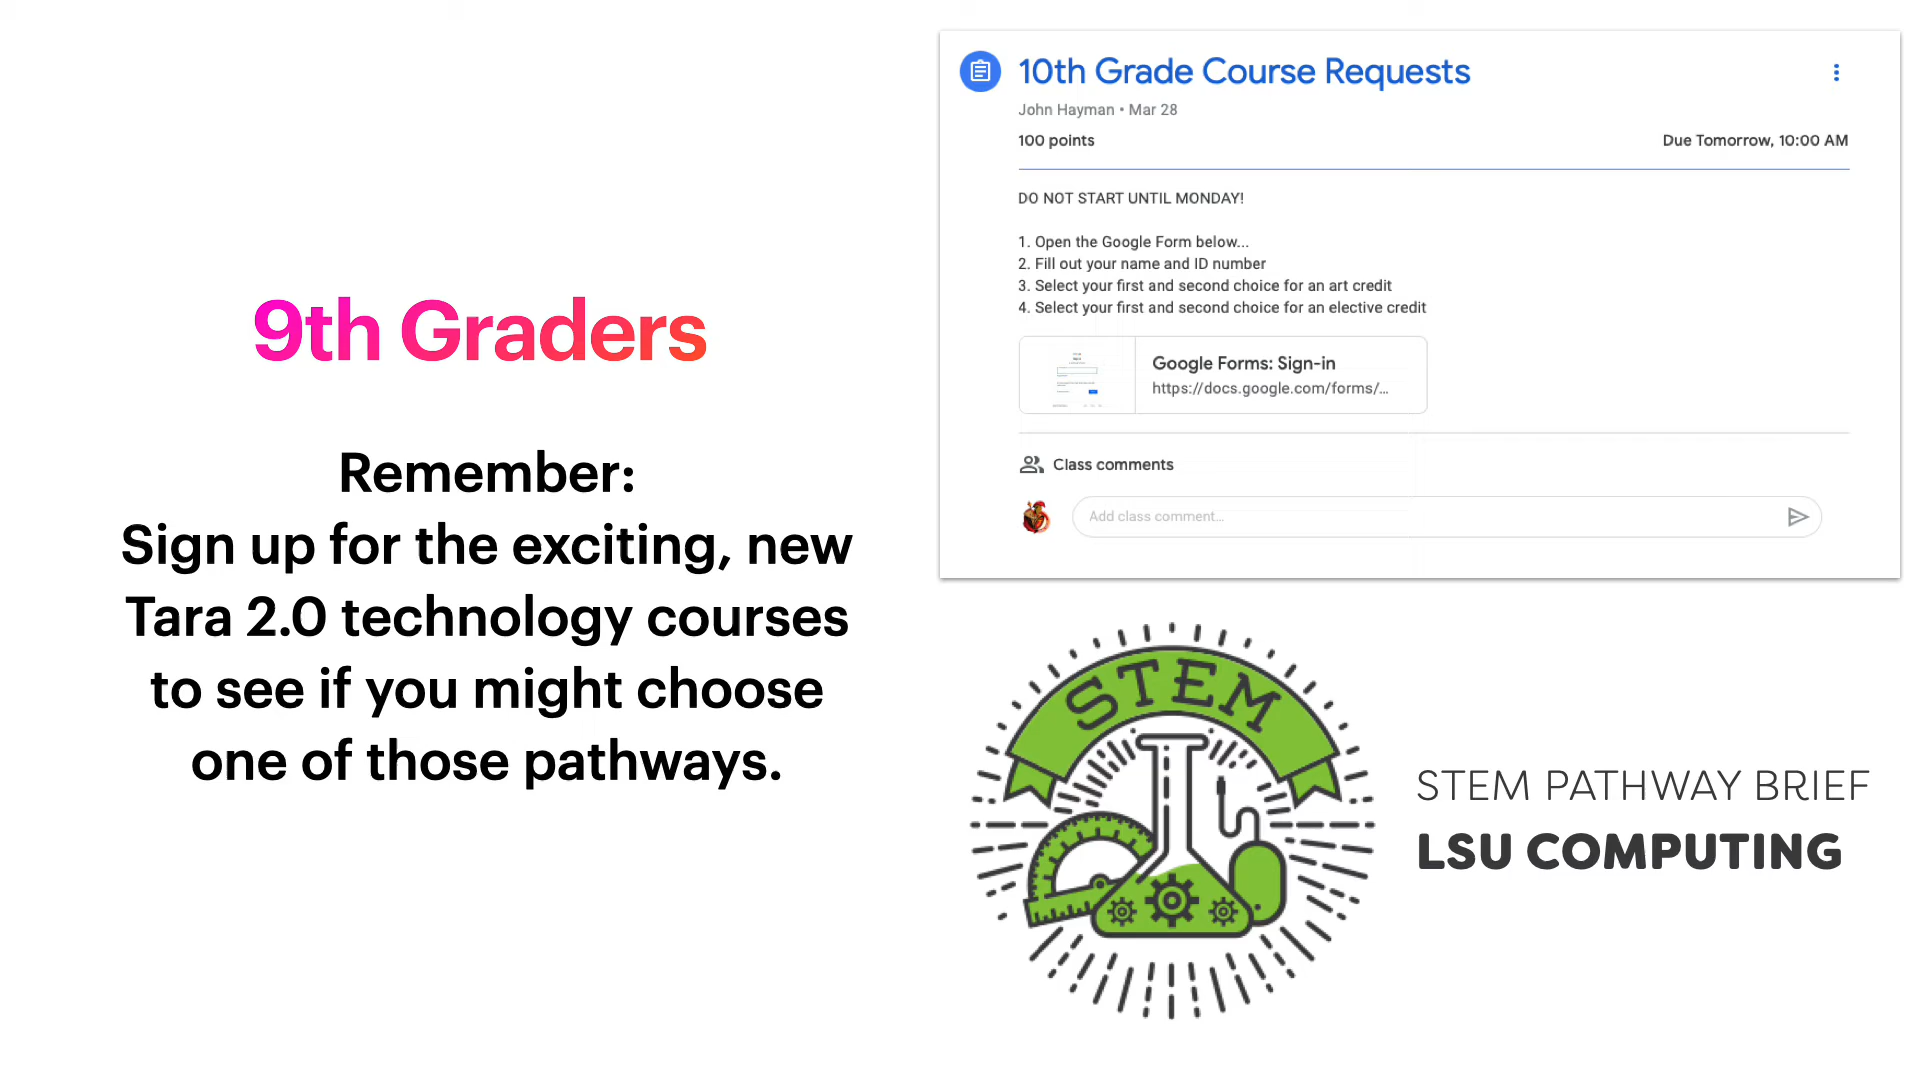 9th Graders
Remember:
Sign up for the exciting, new
Tara 2.0 technology courses
to see if you might choose
one of those pathways.
10th Grade Course Requests
John Hayman • Mar 28
100 points
Due Tomorrow, 10:00 AM
DO NOT START UNTIL MONDAY!
1. Open the Google Form below...
2. Fill out your name and ID number
3. Select your first and second choice for an art credit
4. Select your first and second choice for an elective credit
Google Forms: Sign-in
https://docs.google.com/forms/...
Class comments
Add class comment...
STEM
STEM PATHWAY BRIEF
LSU COMPUTING